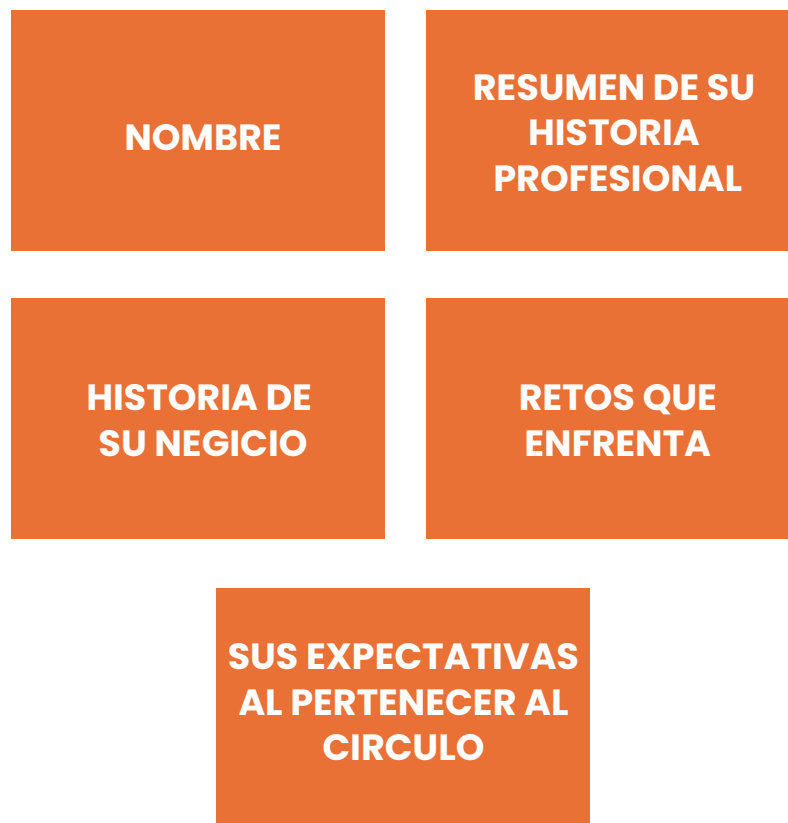 NOMBRE
RESUMEN DE SU
HISTORIA
PROFESIONAL
HISTORIA DE
SU NEGICIO
RETOS QUE
ENFRENTA
SUS EXPECTATIVAS
AL PERTENECER AL
CIRCULO